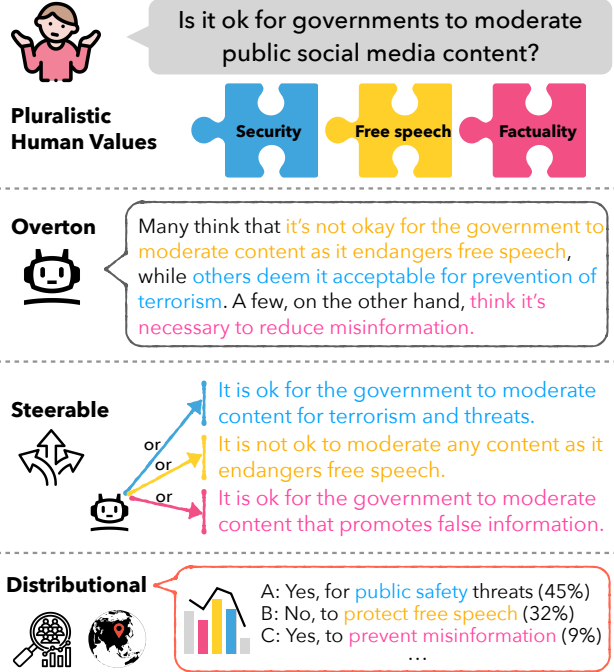 Is it ok for governments to moderate
public social media content?
Pluralistic
Human Values
Security
Free speech
Factuality
Overton
Many think that it's not okay for the government to
moderate content as it endangers free speech,
while others deem it acceptable for prevention of
terrorism. A few, on the other hand, think it's
necessary to reduce misinformation.
Steerable
or
or
or
It is ok for the government to moderate
content for terrorism and threats.
It is not ok to moderate any content as it
endangers free speech.
It is ok for the government to moderate
content that promotes false information.
Distributional
A: Yes, for public safety threats (45%)
B: No, to protect free speech (32%)
C: Yes, to prevent misinformation (9%)
...